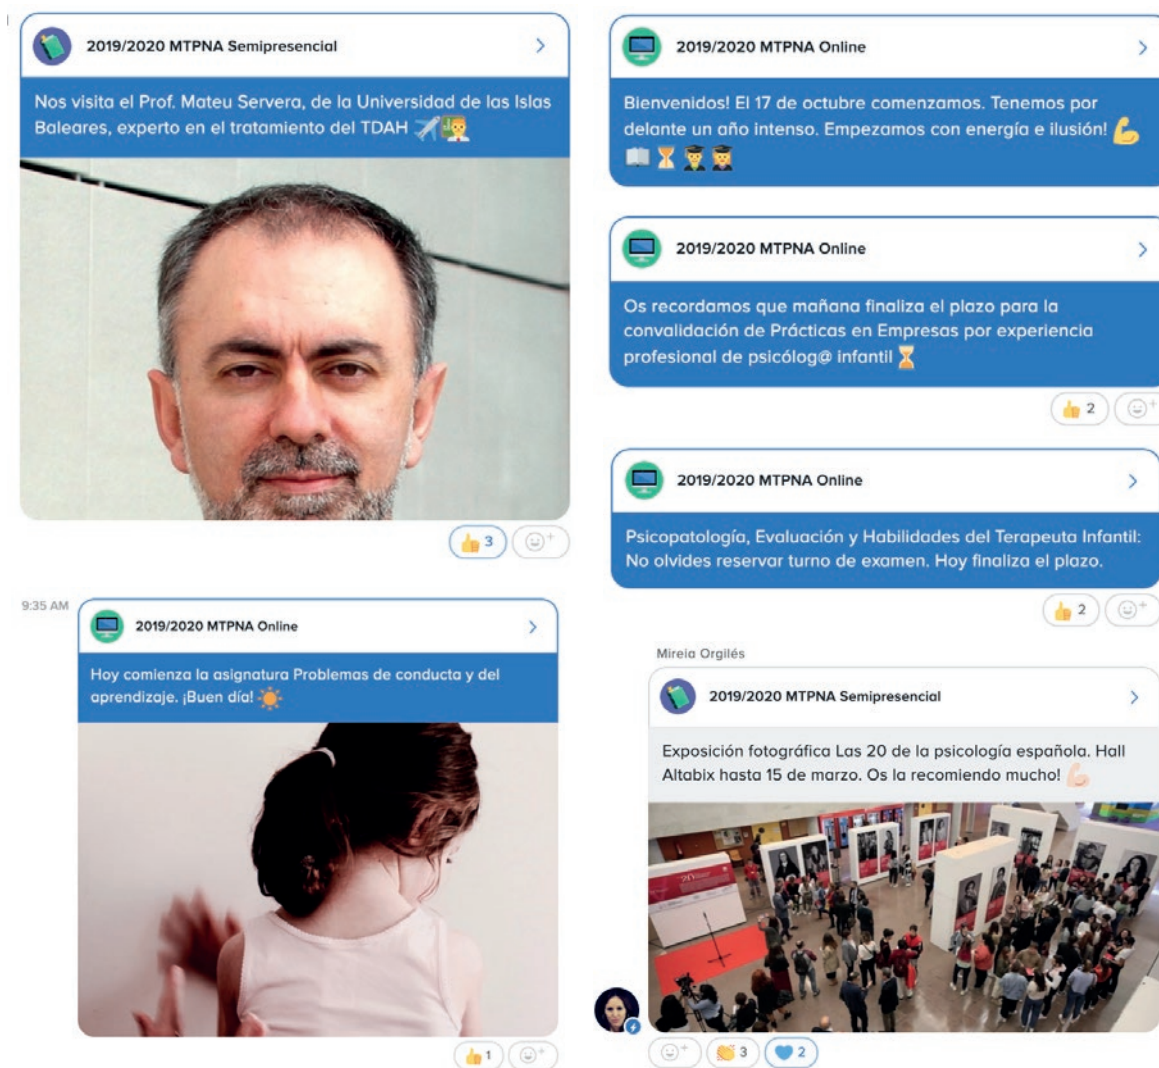 2019/2020 MTPNA Semipresencial
Nos visita el Prof. Mateu Servera, de la Universidad de las Islas
Baleares, experto en el tratamiento del TDAH
3
9:35 AM
2019/2020 MTPNA Online
Hoy comienza la asignatura Problemas de conducta y del
aprendizaje. ¡Buen día!
1
2019/2020 MTPNA Online
Bienvenidos! El 17 de octubre comenzamos. Tenemos por
delante un año intenso. Empezamos con energía e ilusión!
2019/2020 MTPNA Online
Os recordamos que mañana finaliza el plazo para la
convalidación de Prácticas en Empresas por experiencia
profesional de psicólog@ infantil
2
2019/2020 MTPNA Online
Psicopatología, Evaluación y Habilidades del Terapeuta Infantil:
No olvides reservar turno de examen. Hoy finaliza el plazo.
2
Mireia Orgilés
2019/2020 MTPNA Semipresencial
Exposición fotográfica Las 20 de la psicología española. Hall
Altabix hasta 15 de marzo. Os la recomiendo mucho!
20
3 2